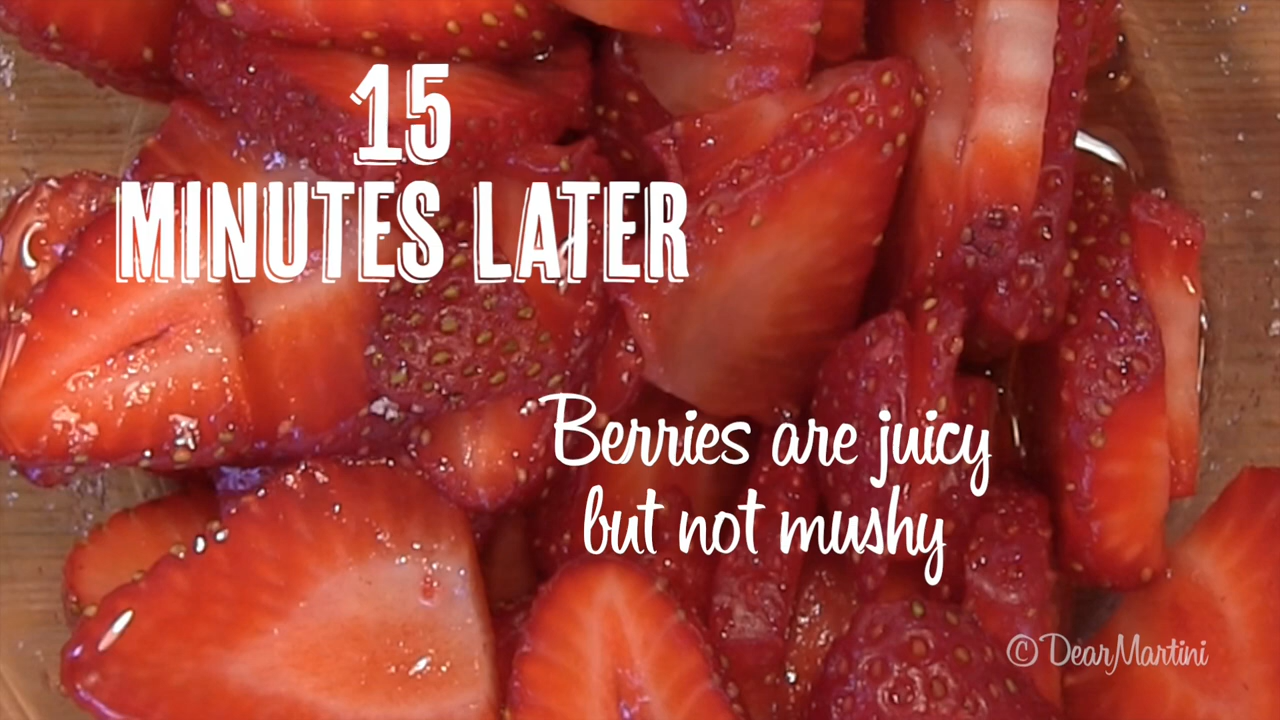 15
MINUTES LATER
Berries are juicy
but not mushy
©DearMartini